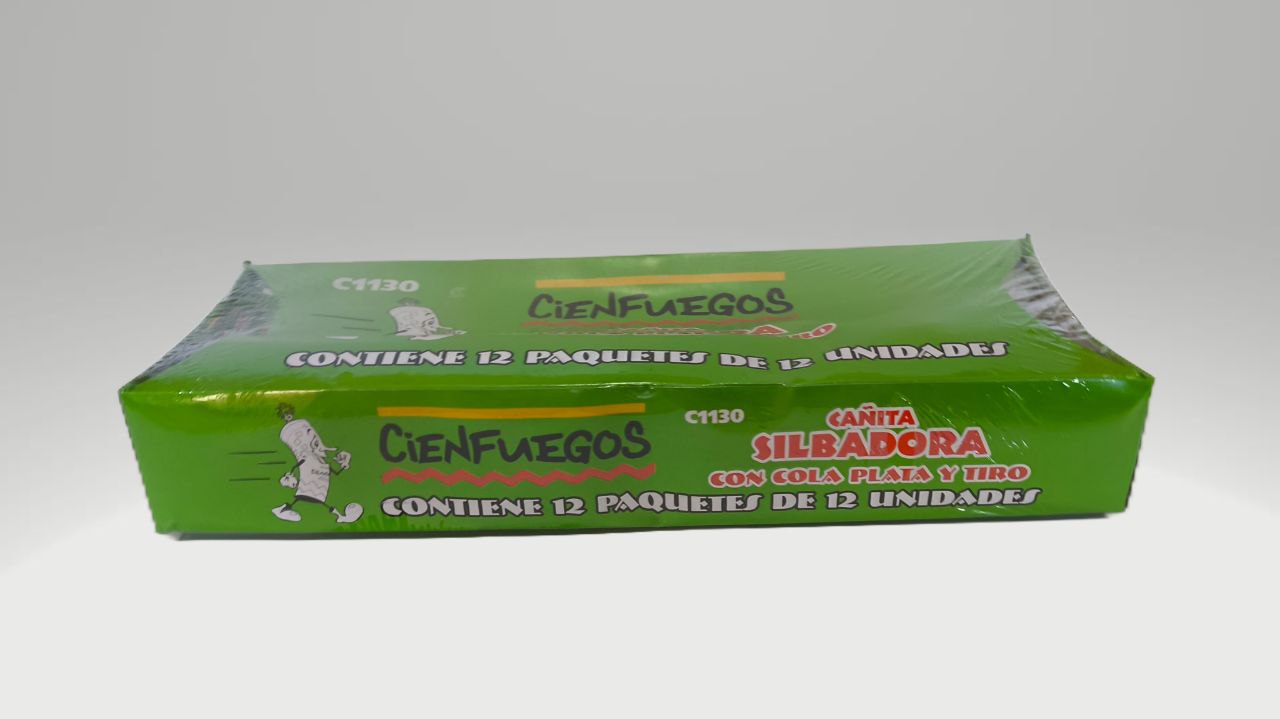 C1130
CiENFUEGOS
CONTIENE 12 PAQUETES DE 12 UNIDADES
CiENFUEGOS
C1130
CAÑITA
SILBADORA
CON COLA PLATA Y TIRO
CONTIENE 12 PAQUETES DE 12 UNIDADES